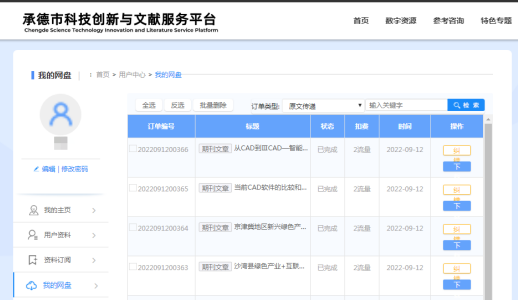 承德市科技创新与文献服务平台
Chengde Science Technology Innovation and Literature Service Platform
首页 数字资源 参考咨询 特色专题
我的网盘
首页 > 用户中心 > 我的网盘
编辑 | 修改密码
我的主页
用户资料
资料订阅
我的网盘
全选 反选 批量删除 订单类型: 原文传递 输入关键字 检 索
订单编号 标题 状态 扣费 时间 操作
2022091200366 期刊文章 从CAD到回CAD—智能... 已完成 2流量 2022-09-12
下
2022091200365 期刊文章 当前CAD软件的比较和... 已完成 2流量 2022-09-12
下
2022091200364 期刊文章 京津冀地区新兴绿色产... 已完成 2流量 2022-09-12
下
2022091200363 期刊文章 沙湾县绿色产业+互联... 已完成 2流量 2022-09-12
下